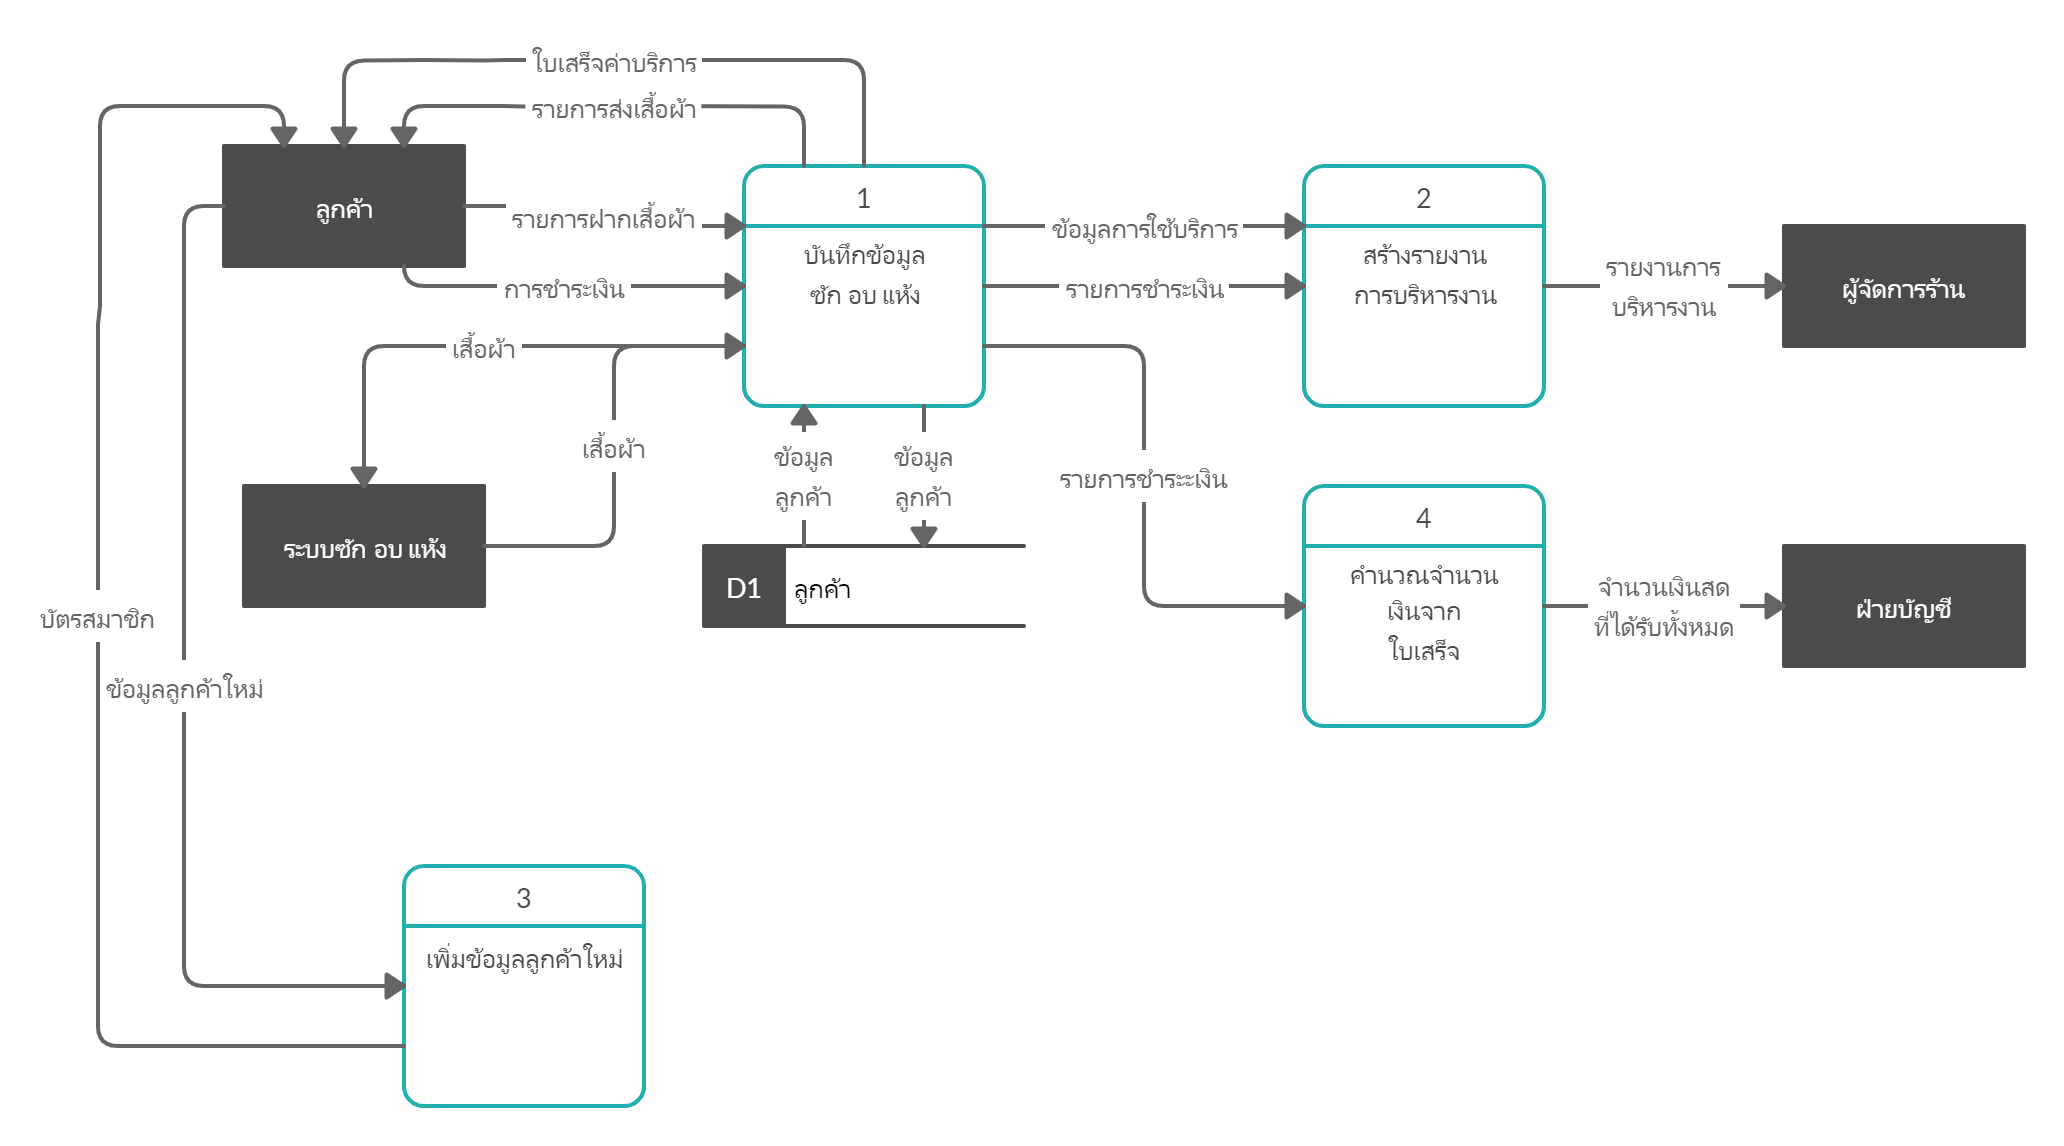 ใบเสร็จค่าบริการ
รายการส่งเสื้อผ้า
ลูกค้า
รายการฝากเสื้อผ้า
การชำระเงิน
เสื้อผ้า
เสื้อผ้า
ระบบซัก อบ แห้ง
1
บันทึกข้อมูล
ซัก อบ แห้ง
ข้อมูลการใช้บริการ
รายการชำระเงิน
2
สร้างรายงาน
การบริหารงาน
รายงานการ
บริหารงาน
ผู้จัดการร้าน
ข้อมูล
ลูกค้า
ข้อมูล
ลูกค้า
D1 ลูกค้า
รายการชำระะเงิน
4
คำนวณจำนวน
เงินจาก
ใบเสร็จ
จำนวนเงินสด
ที่ได้รับทั้งหมด
ฝ่ายบัญชี
บัตรสมาชิก
ข้อมูลลูกค้าใหม่
3
เพิ่มข้อมูลลูกค้าใหม่